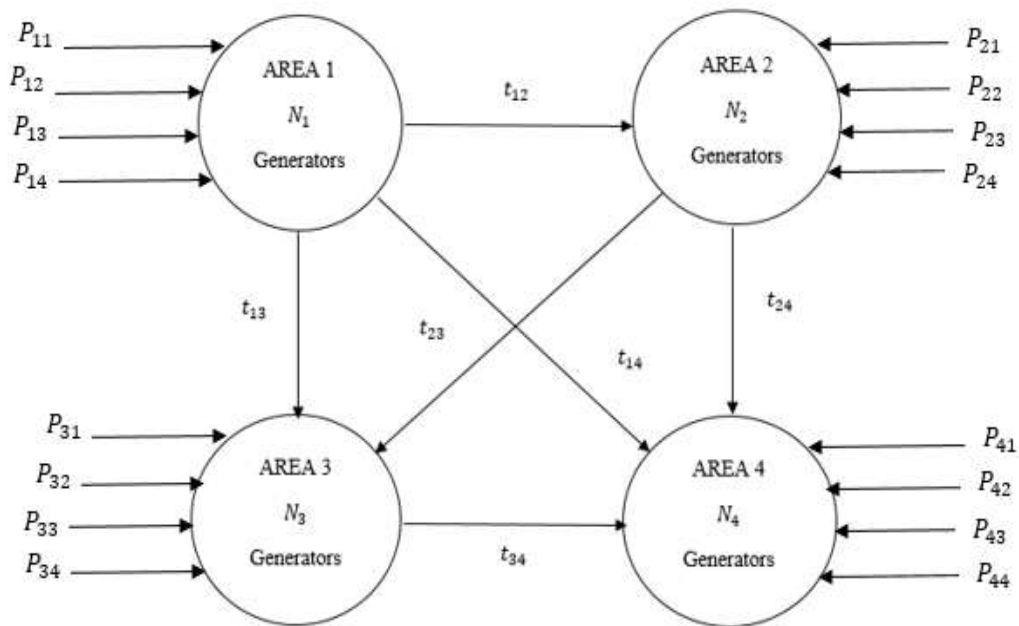 P₁₁
P₁₂
P₁₃
P₁₄
AREA 1
N₁
Generators
t₁₂
AREA 2
N₂
Generators
P₂₁
P₂₂
P₂₃
P₂₄
t₁₃
t₂₃
t₁₄
t₂₄
P₃₁
P₃₂
P₃₃
P₃₄
AREA 3
N₃
Generators
t₃₄
AREA 4
N₄
Generators
P₄₁
P₄₂
P₄₃
P₄₄